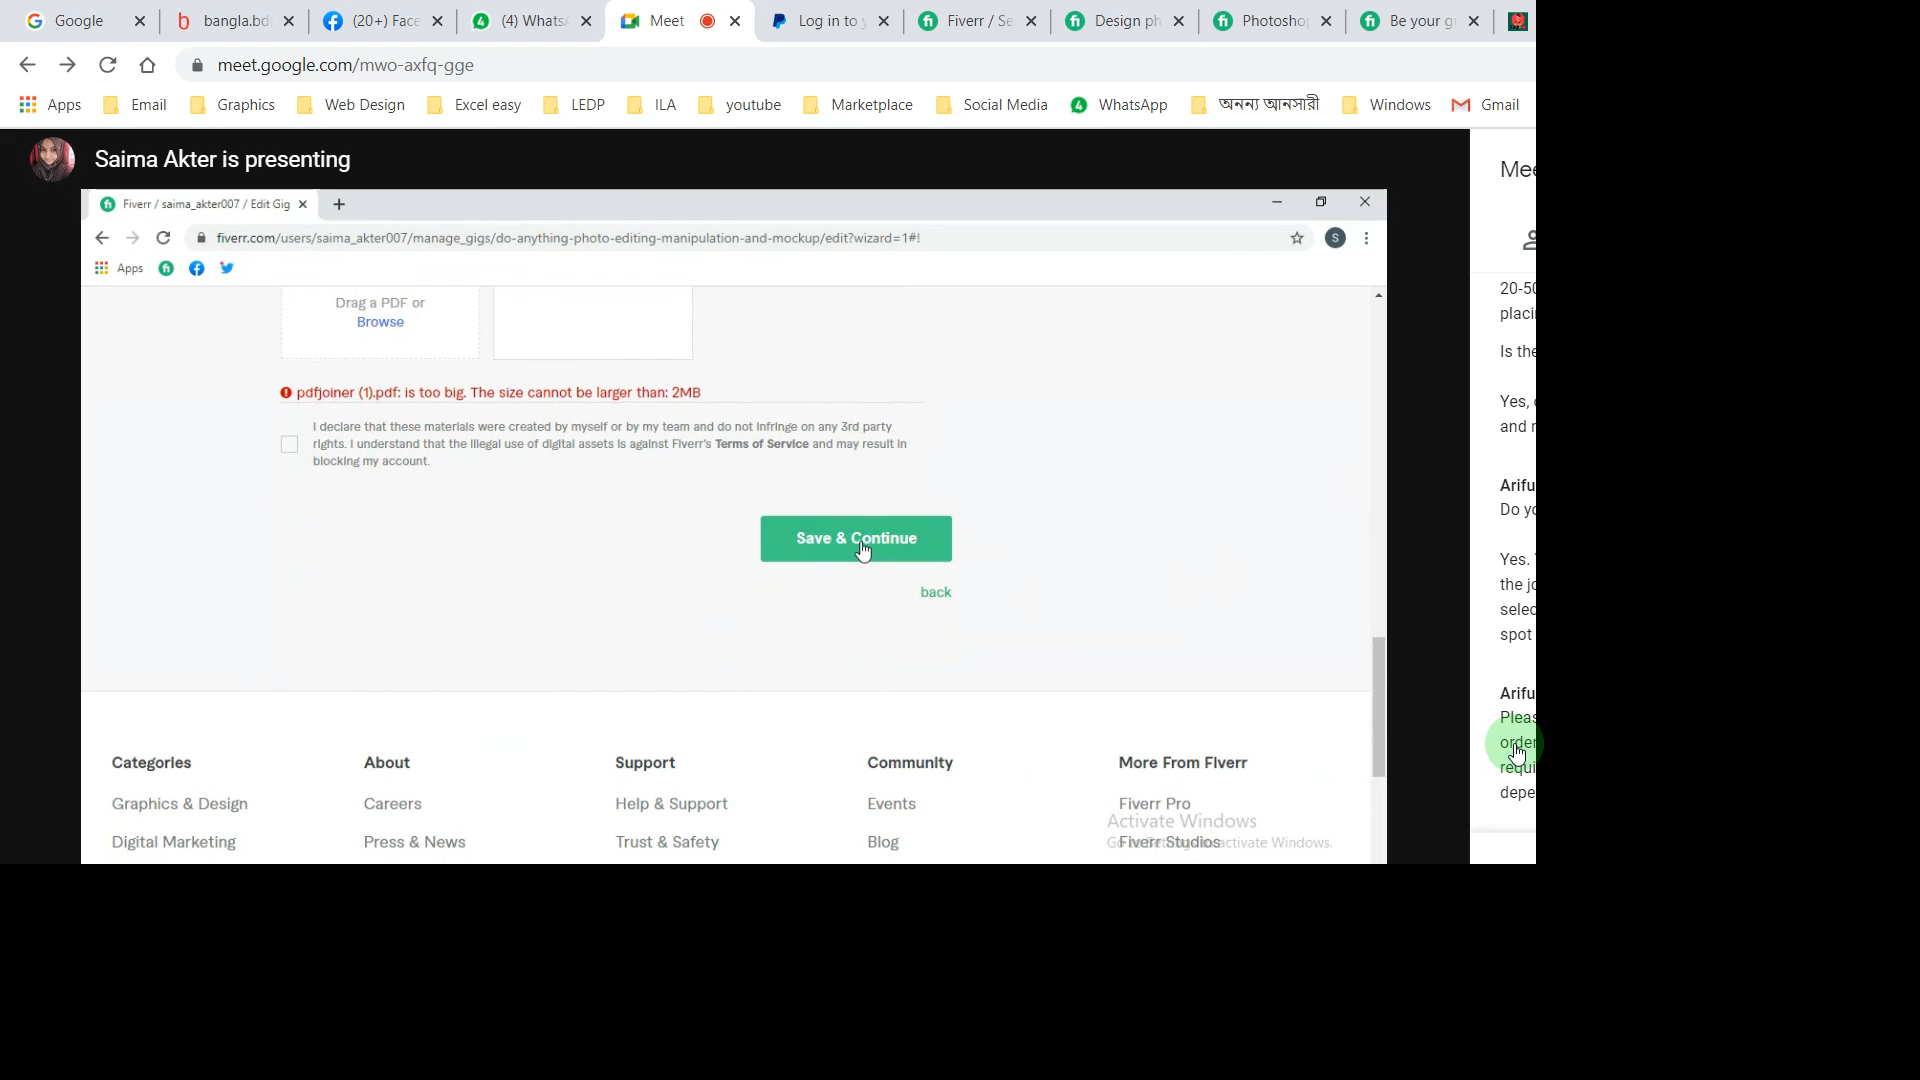 Google
bangla.bd
(20+) Face
(4) Whats
Meet
Log in to
Fiverr / Se
Design ph
Photoshop
Be your g
meet.google.com/mwo-axfq-gge
Apps
Email
Graphics
Web Design
Excel easy
LEDP
ILA
youtube
Marketplace
Social Media
WhatsApp
অনন্য আনসারী
Windows
Gmail
Saima Akter is presenting
Mee
Fiverr / saima_akter007 / Edit Gig
fiverr.com/users/saima_akter007/manage_gigs/do-anything-photo-editing-manipulation-and-mockup/edit?wizard=1#!
S
Apps
Drag a PDF or
Browse
pdfjoiner (1).pdf: is too big. The size cannot be larger than: 2MB
I declare that these materials were created by myself or by my team and do not infringe on any 3rd party
rights. I understand that the illegal use of digital assets is against Fiverr's Terms of Service and may result in
blocking my account.
Save & Continue
back
Categories
About
Support
Community
More From Fiverr
Graphics & Design
Careers
Help & Support
Events
Fiverr Pro
Activate Windows
Digital Marketing
Press & News
Trust & Safety
Blog
Fiverr Studios
20-50
placi
Is the
Yes,
and r
Arifu
Do yo
Yes.
the jo
selec
spot
Arifu
Pleas
order
requi
depe